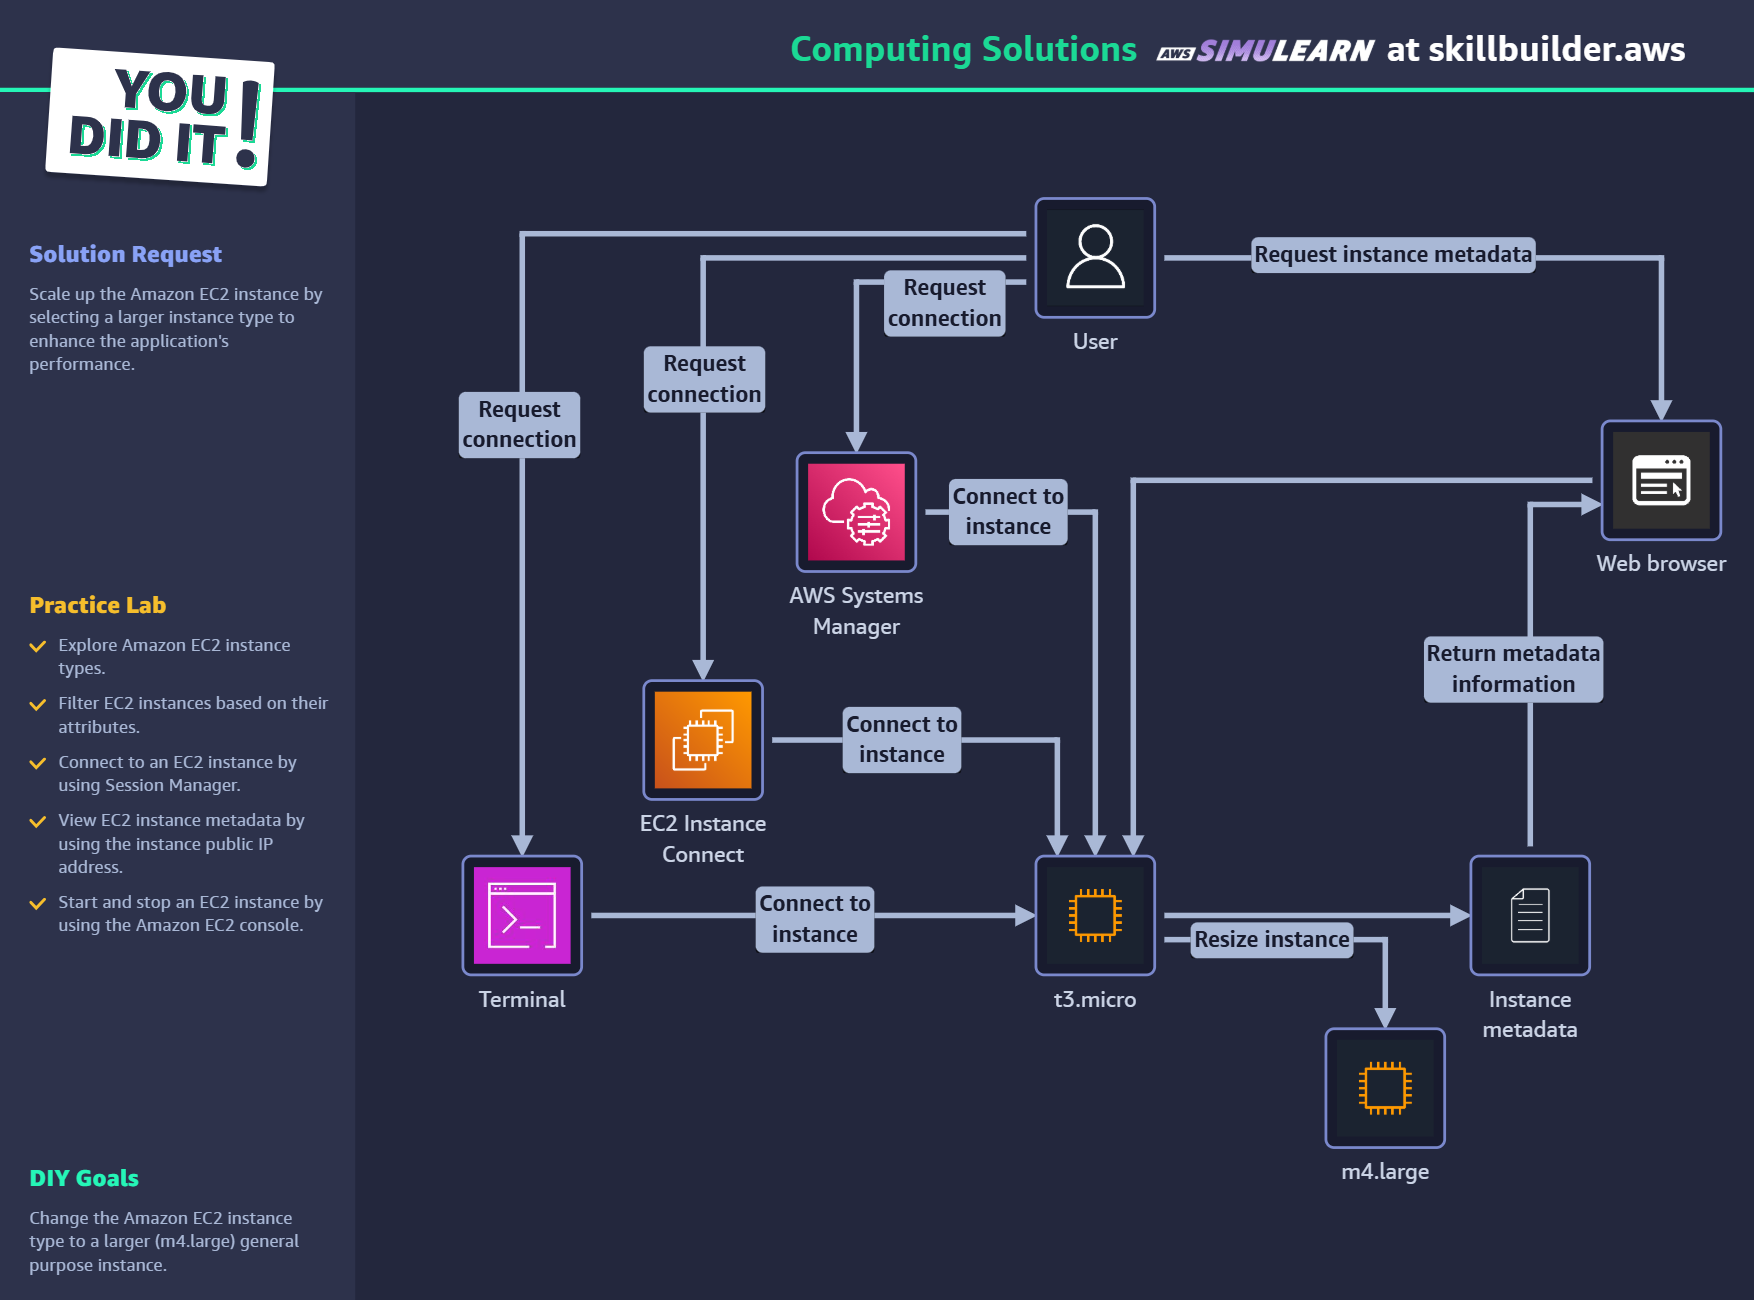 Computing Solutions AWS SIMULEARN at skillbuilder.aws
YOU
DID IT!
Solution Request
Scale up the Amazon EC2 instance by
selecting a larger instance type to
enhance the application's
performance.
Practice Lab
Explore Amazon EC2 instance
types.
Filter EC2 instances based on their
attributes.
Connect to an EC2 instance by
using Session Manager.
View EC2 instance metadata by
using the instance public IP
address.
Start and stop an EC2 instance by
using the Amazon EC2 console.
DIY Goals
Change the Amazon EC2 instance
type to a larger (m4.large) general
purpose instance.
User
Request instance metadata
Request
connection
Request
connection
Request
connection
AWS Systems
Manager
Connect to
instance
Web browser
Return metadata
information
EC2 Instance
Connect
Connect to
instance
Terminal
Connect to
instance
t3.micro
Resize instance
Instance
metadata
m4.large